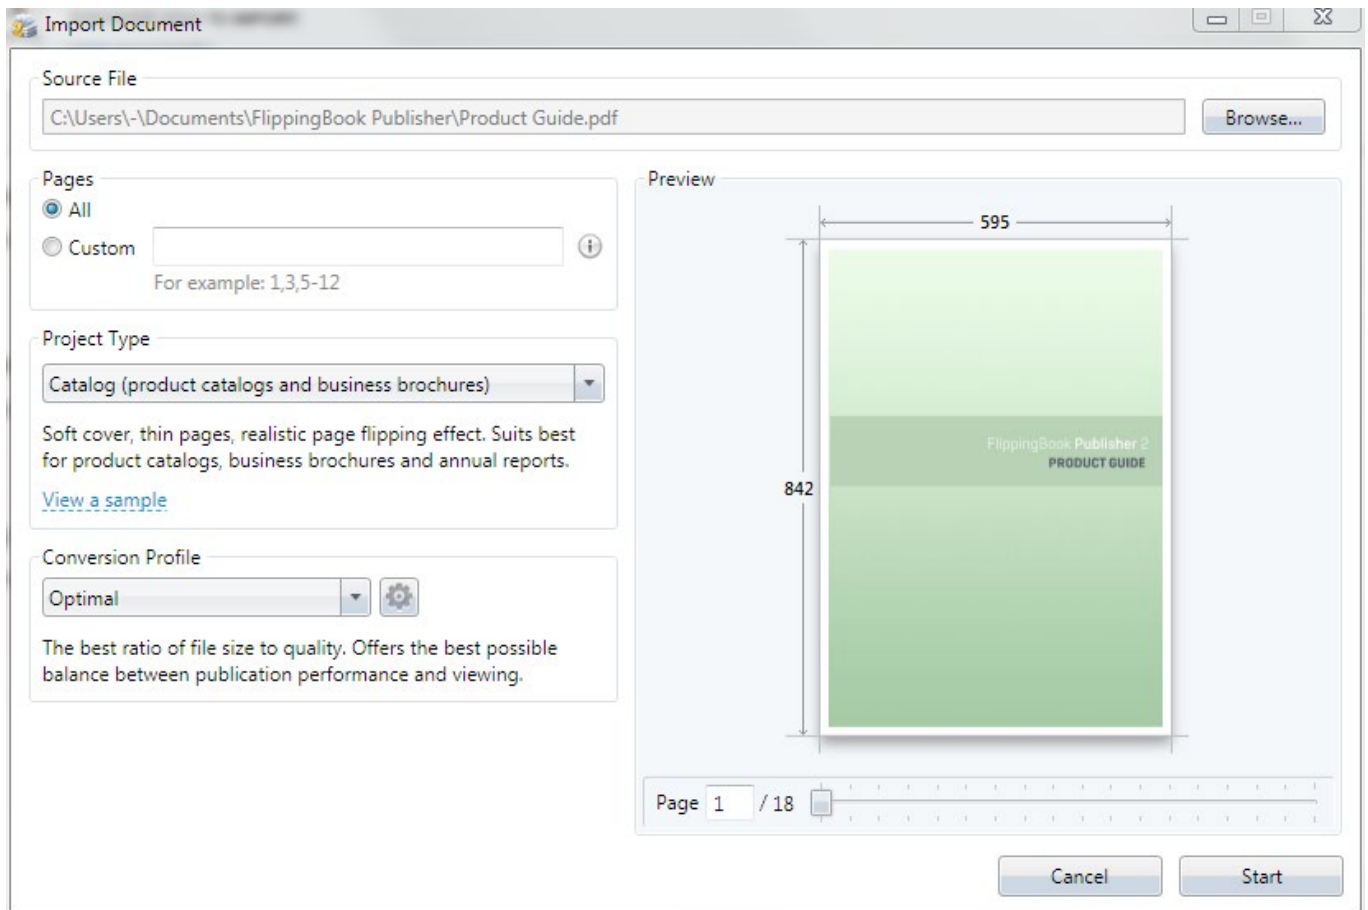 Import Document
Source File
C:\Users\-\Documents\FlippingBook Publisher\Product Guide.pdf
Browse...
Pages
All
Custom
For example: 1,3,5-12
Project Type
Catalog (product catalogs and business brochures)
Soft cover, thin pages, realistic page flipping effect. Suits best
for product catalogs, business brochures and annual reports.
View a sample
Conversion Profile
Optimal
The best ratio of file size to quality. Offers the best possible
balance between publication performance and viewing.
Preview
595
842
FlippingBook Publisher 2
PRODUCT GUIDE
Page 1 / 18
Cancel
Start